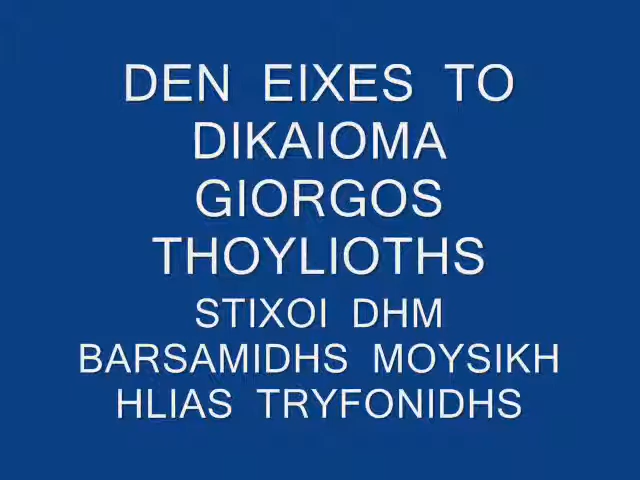 DEN EIXES TO
DIKAIOMA
GIORGOS
THOYLIOTHS
STIXOI DHM
BARSAMIDHS MOYSIKH
HLIAS TRYFONIDHS